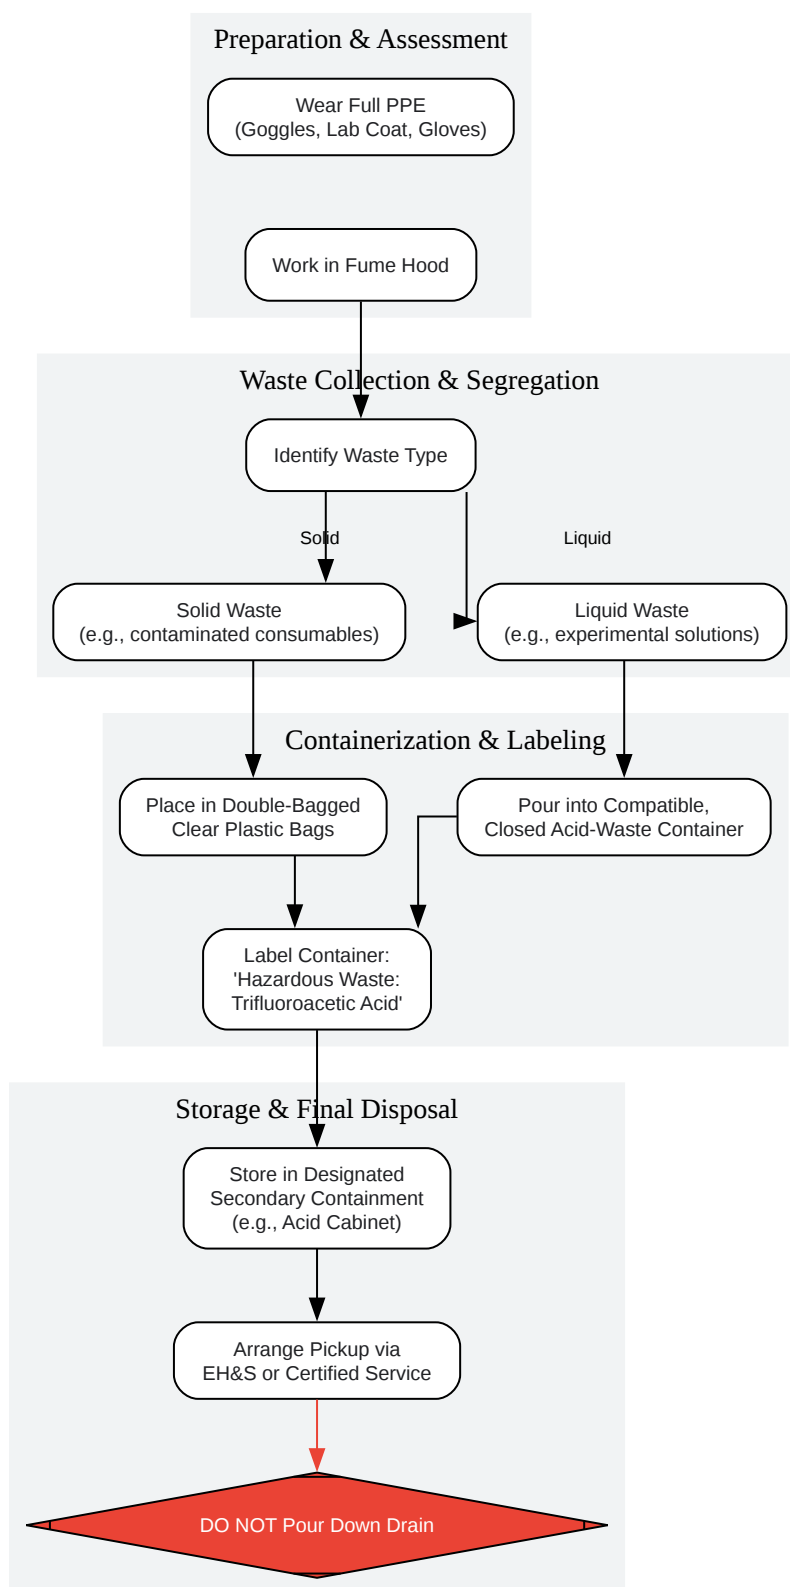 Preparation & Assessment
Wear Full PPE
(Goggles, Lab Coat, Gloves)
Work in Fume Hood
Waste Collection & Segregation
Identify Waste Type
Solid
Liquid
Solid Waste
(e.g., contaminated consumables)
Liquid Waste
(e.g., experimental solutions)
Containerization & Labeling
Place in Double-Bagged
Clear Plastic Bags
Pour into Compatible,
Closed Acid-Waste Container
Label Container:
'Hazardous Waste:
Trifluoroacetic Acid'
Storage & Final Disposal
Store in Designated
Secondary Containment
(e.g., Acid Cabinet)
Arrange Pickup via
EH&S or Certified Service
DO NOT Pour Down Drain